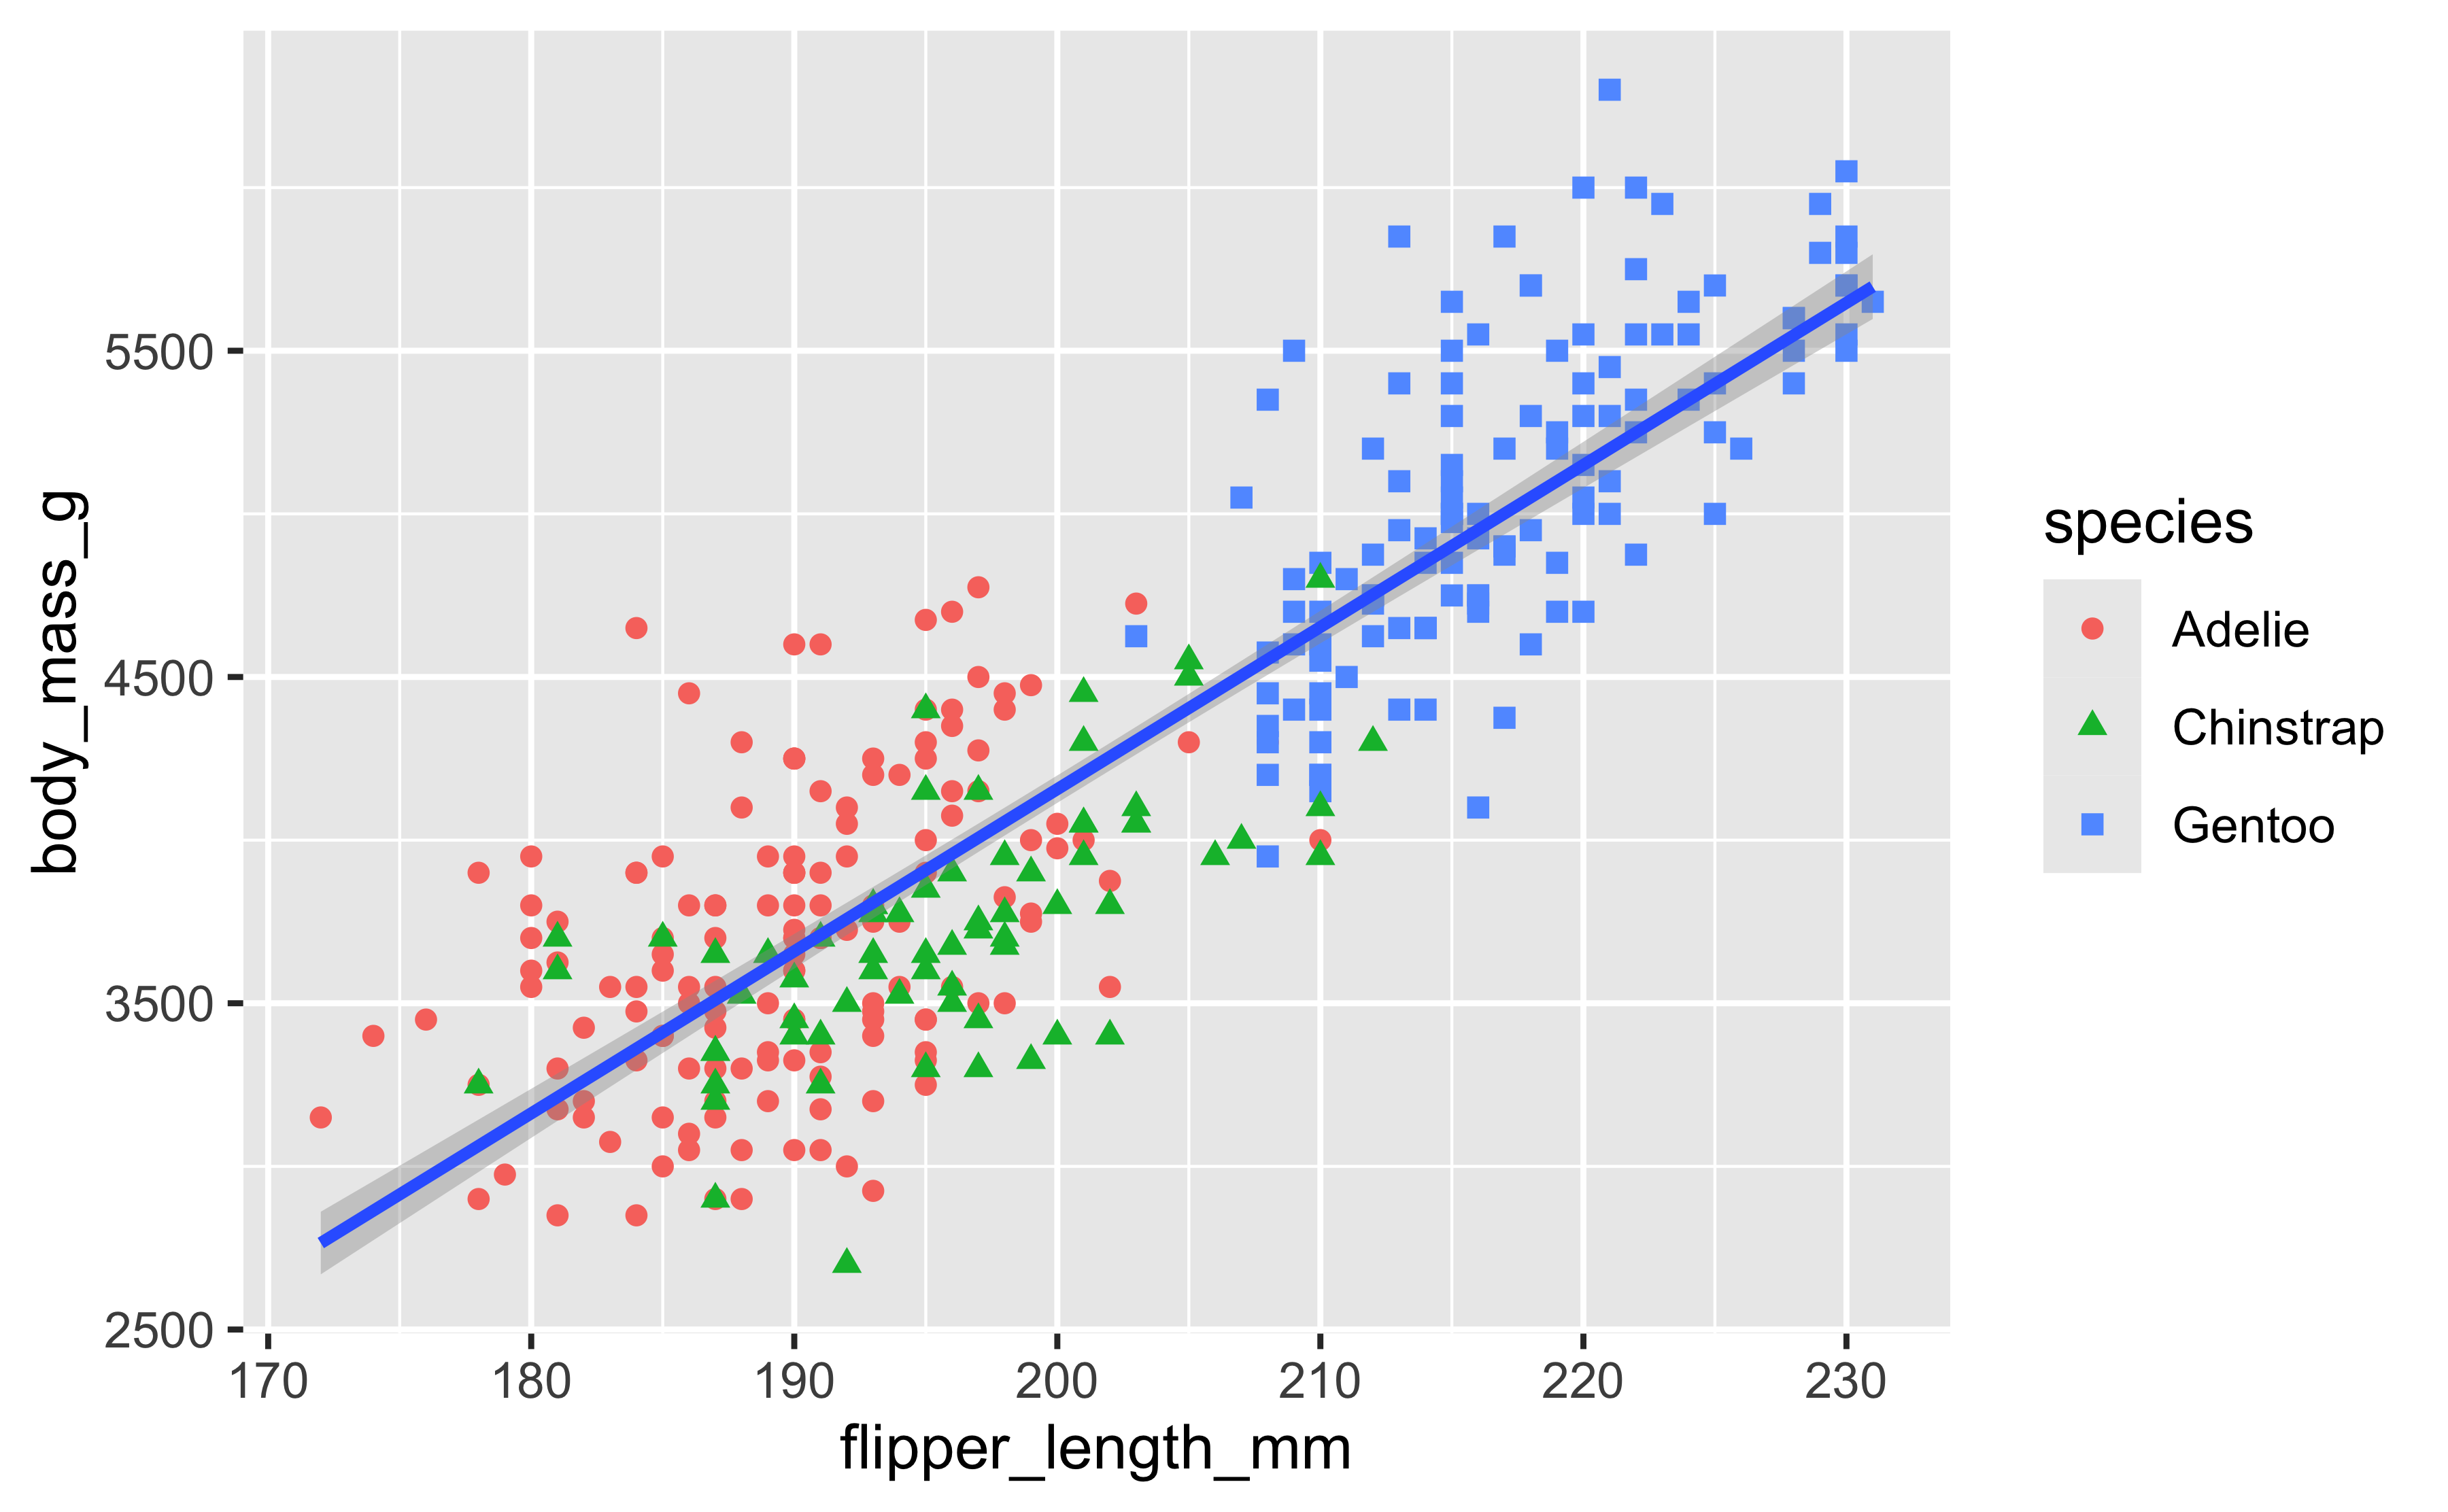 body_mass_g
5500
4500
3500
2500
170 180 190 200 210 220 230
flipper_length_mm
species
Adelie
Chinstrap
Gentoo